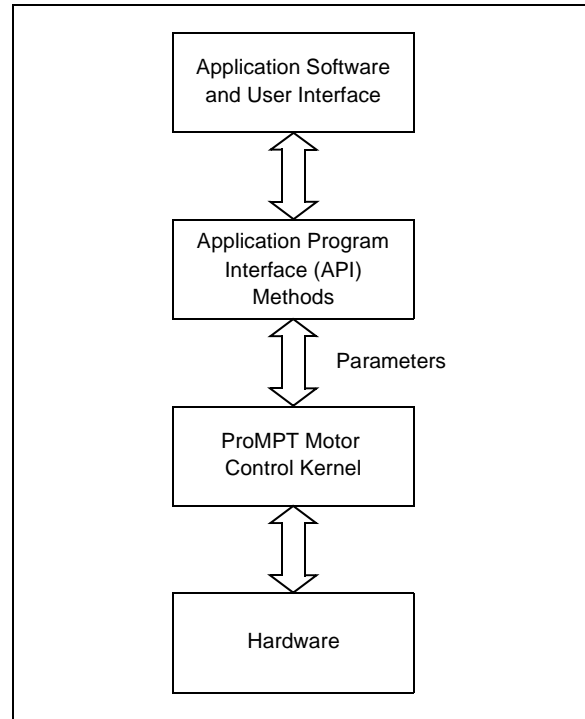 Application Software
and User Interface
Application Program
Interface (API)
Methods
Parameters
ProMPT Motor
Control Kernel
Hardware